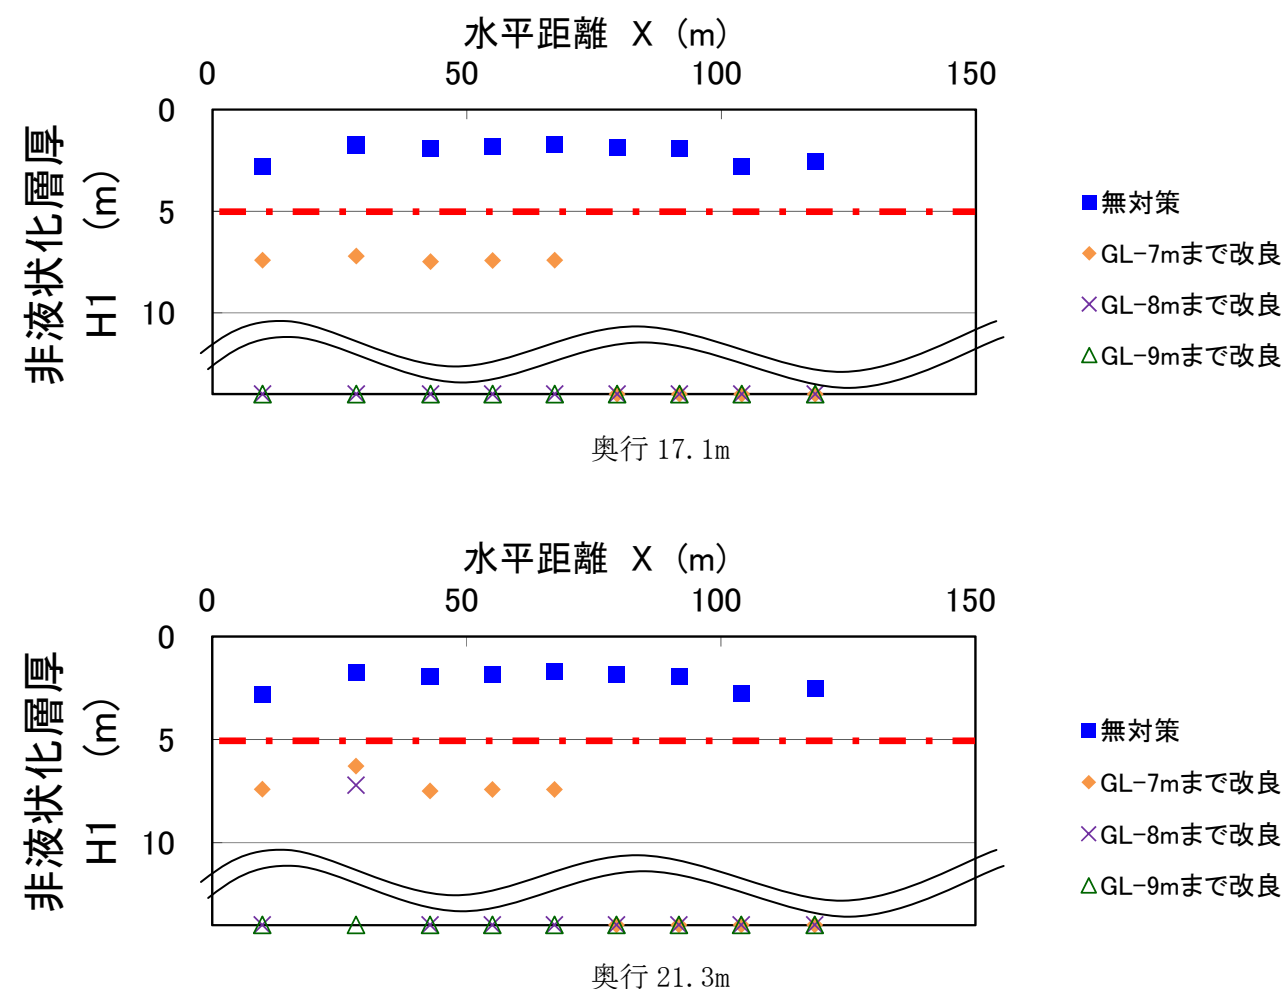 水平距離 X (m)
0 50 100 150
非液状化層厚
H1 (m)
0
5
10
■無対策
◆GL-7mまで改良
×GL-8mまで改良
△GL-9mまで改良
奥行 17.1m
水平距離 X (m)
0 50 100 150
非液状化層厚
H1 (m)
0
5
10
■無対策
◆GL-7mまで改良
×GL-8mまで改良
△GL-9mまで改良
奥行 21.3m